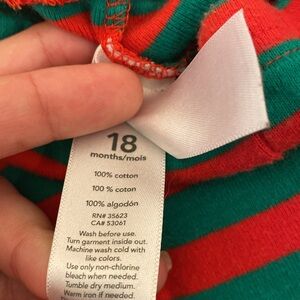 18
months/mois
100% cotton
100 % coton
100% algodón
RN# 35623
CA# 53061
Wash before use.
Turn garment inside out.
Machine wash cold with
like colors.
Use only non-chlorine
bleach when needed.
Tumble dry medium.
Warm iron if needed.